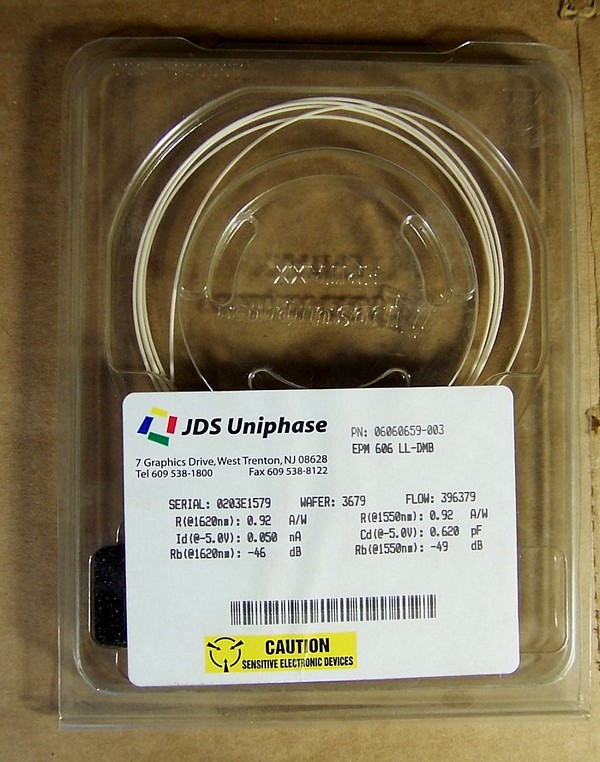 JDS Uniphase
7 Graphics Drive, West Trenton, NJ 08628
Tel 609 538-1800 Fax 609 538-8122
PN: 06060659-003
EPM 606 LL-DMB
SERIAL: 0203E1579 WAFER: 3679 FLOW: 396379
R(@1620nm): 0.92 A/W R(@1550nm): 0.92 A/W
Id(@-5.0V): 0.050 nA Cd(@-5.0V): 0.620 pF
Rb(@1620nm): -46 dB Rb(@1550nm): -49 dB
CAUTION
SENSITIVE ELECTRONIC DEVICES